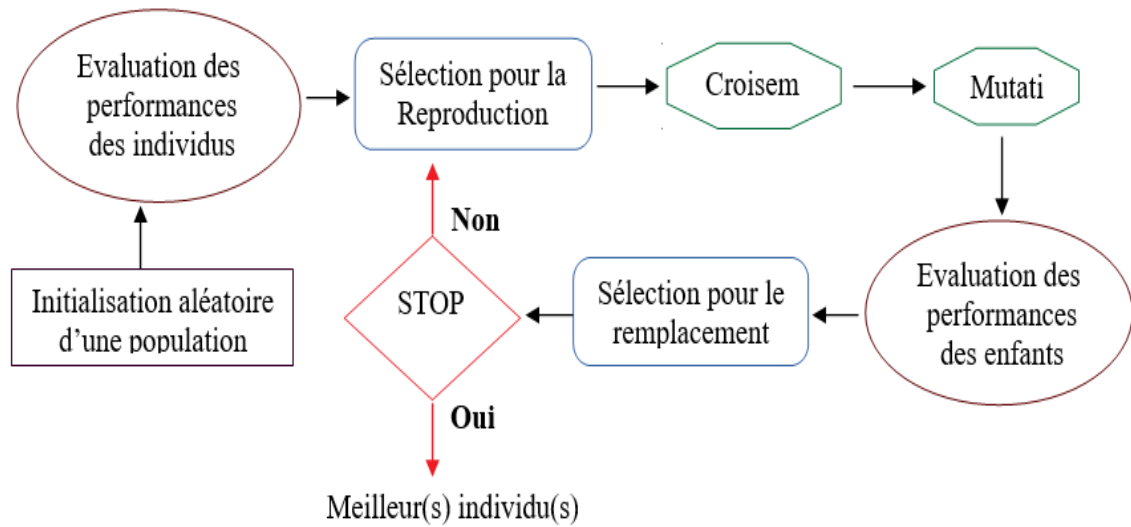 Evaluation des
performances
des individus
Sélection pour la
Reproduction
Croisem
Mutati
Non
Initialisation aléatoire
d’une population
STOP
Sélection pour le
remplacement
Evaluation des
performances
des enfants
Oui
Meilleur(s) individu(s)